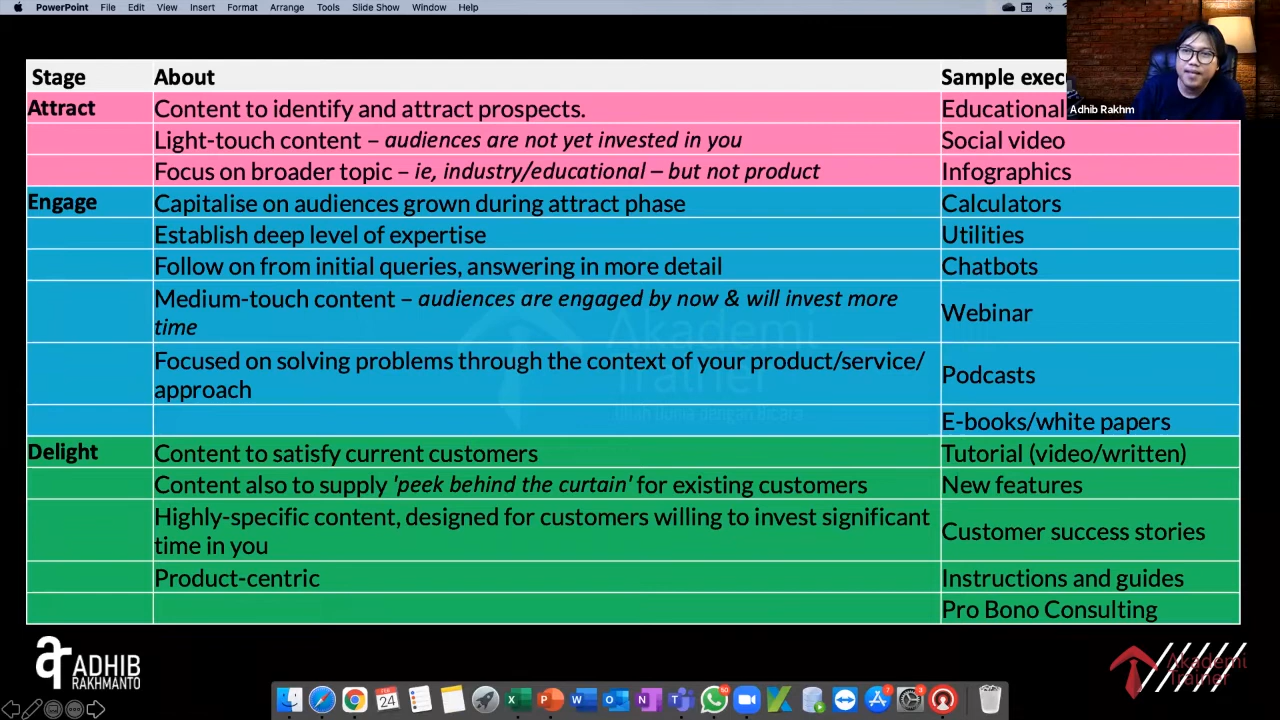 PowerPoint File Edit View Insert Format Arrange Tools Slide Show Window Help
Stage About Sample
Adhib Rakhm
Attract Content to identify and attract prospects. Educational
Light-touch content – audiences are not yet invested in you Social video
Focus on broader topic – ie, industry/educational – but not product Infographics
Engage Capitalise on audiences grown during attract phase Calculators
Establish deep level of expertise Utilities
Follow on from initial queries, answering in more detail Chatbots
Medium-touch content – audiences are engaged by now & will invest more
time
Webinar
Focused on solving problems through the context of your product/service/
approach
Podcasts
E-books/white papers
Delight Content to satisfy current customers Tutorial (video/written)
Content also to supply 'peek behind the curtain' for existing customers New features
Highly-specific content, designed for customers willing to invest significant
time in you
Customer success stories
Product-centric Instructions and guides
Pro Bono Consulting
Akademi
Trainer
ADHIB
RAKHMANTO
Akademi
Trainer
FEB
24